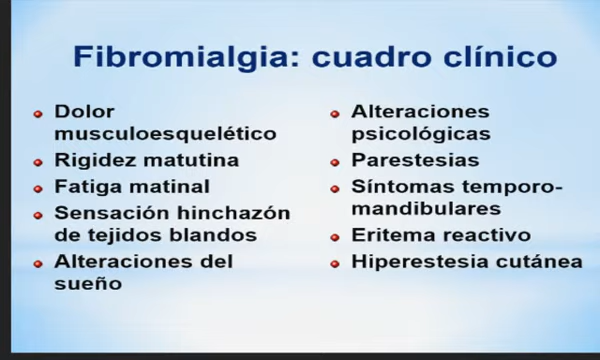 Fibromialgia: cuadro clínico
Dolor
musculoesquelético
Rigidez matutina
Fatiga matinal
Sensación hinchazón
de tejidos blandos
Alteraciones del
sueño
Alteraciones
psicológicas
Parestesias
Síntomas temporo-
mandibulares
Eritema reactivo
Hiperestesia cutánea